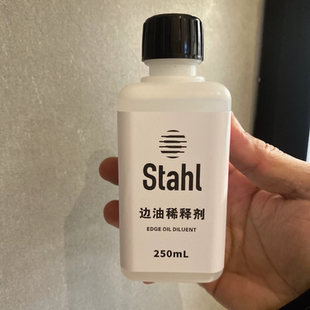 Stahl
边油稀释剂
EDGE OIL DILUENT
250mL